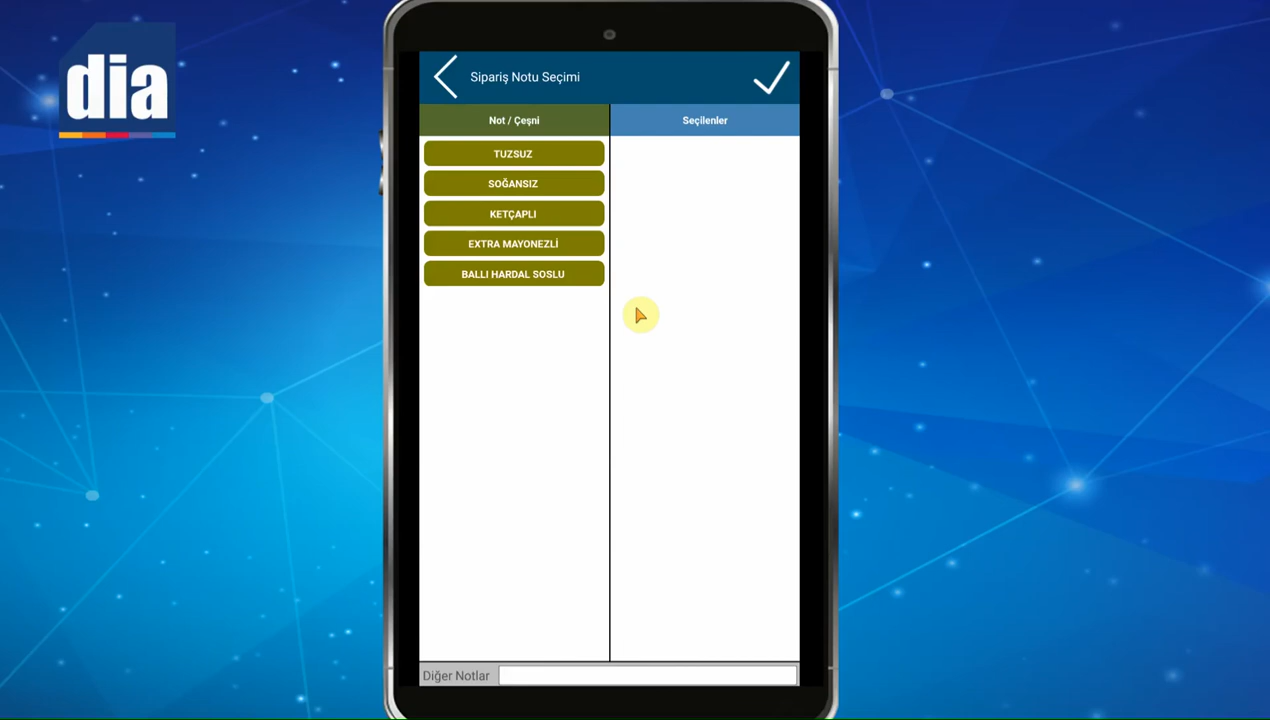 dia
Sipariş Notu Seçimi
Not / Çeşni
Seçilenler
TUZSUZ
SOĞANSIZ
KETÇAPLI
EXTRA MAYONEZLİ
BALLI HARDAL SOSLU
Diğer Notlar